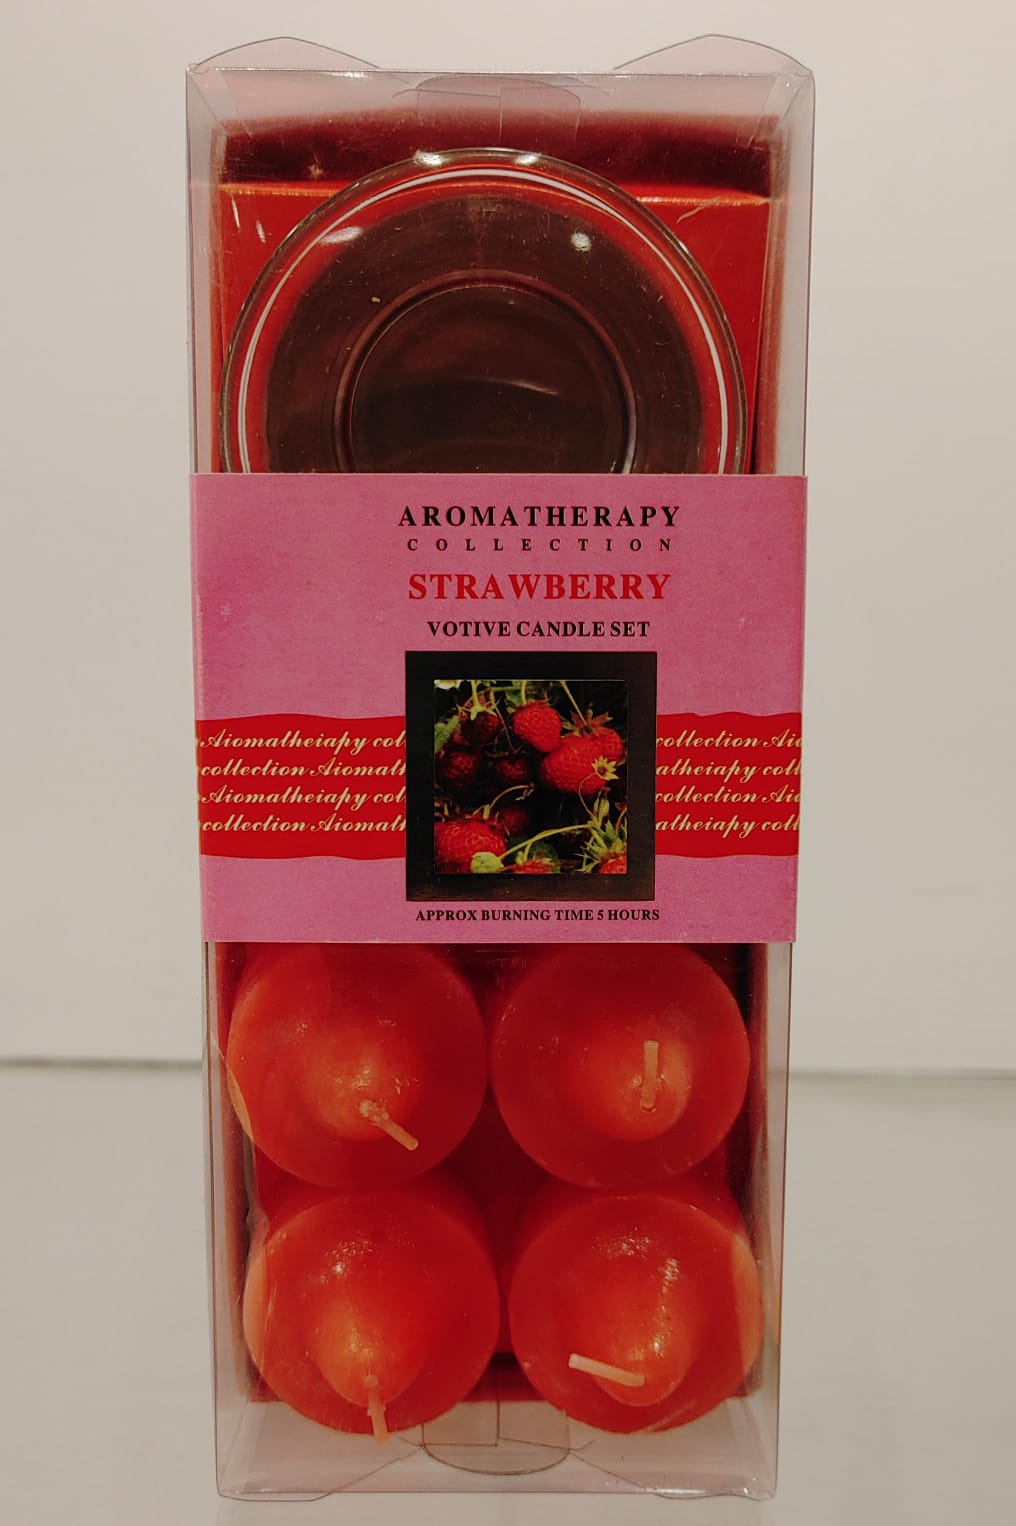 AROMATHERAPY
COLLECTION
STRAWBERRY
VOTIVE CANDLE SET
Aiomatheiapy col
collection Aio
collection Aiomath
atheiapy coll
Aiomatheiapy col
collection Aio
collection Aiomath
atheiapy coll
APPROX BURNING TIME 5 HOURS